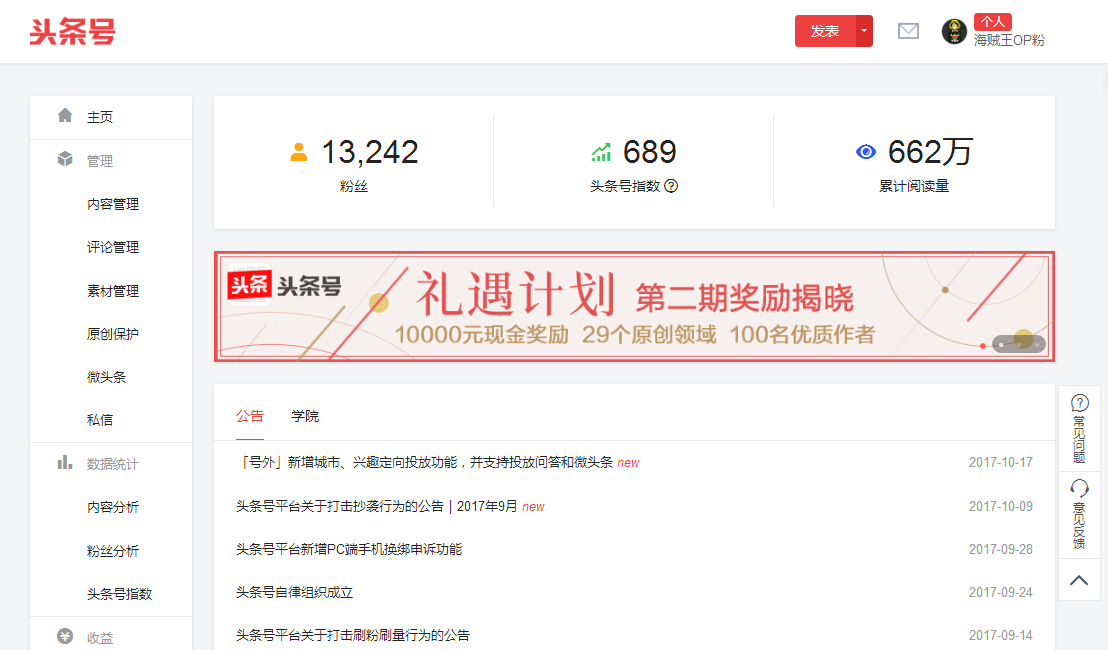 头条号
发表
个人
海贼王OP粉
主页
管理
内容管理
评论管理
素材管理
原创保护
微头条
私信
数据统计
内容分析
粉丝分析
头条号指数
收益
13,242
粉丝
689
头条号指数
662万
累计阅读量
头条 头条号
礼遇计划 第二期奖励揭晓
10000元现金奖励 29个原创领域 100名优质作者
公告 学院
「号外」新增城市、兴趣定向投放功能，并支持投放问答和微头条 new 2017-10-17
头条号平台关于打击抄袭行为的公告 | 2017年9月 new 2017-10-09
头条号平台新增PC端手机换绑申诉功能 2017-09-28
头条号自律组织成立 2017-09-24
头条号平台关于打击刷粉刷量行为的公告 2017-09-14
常见问题
意见反馈